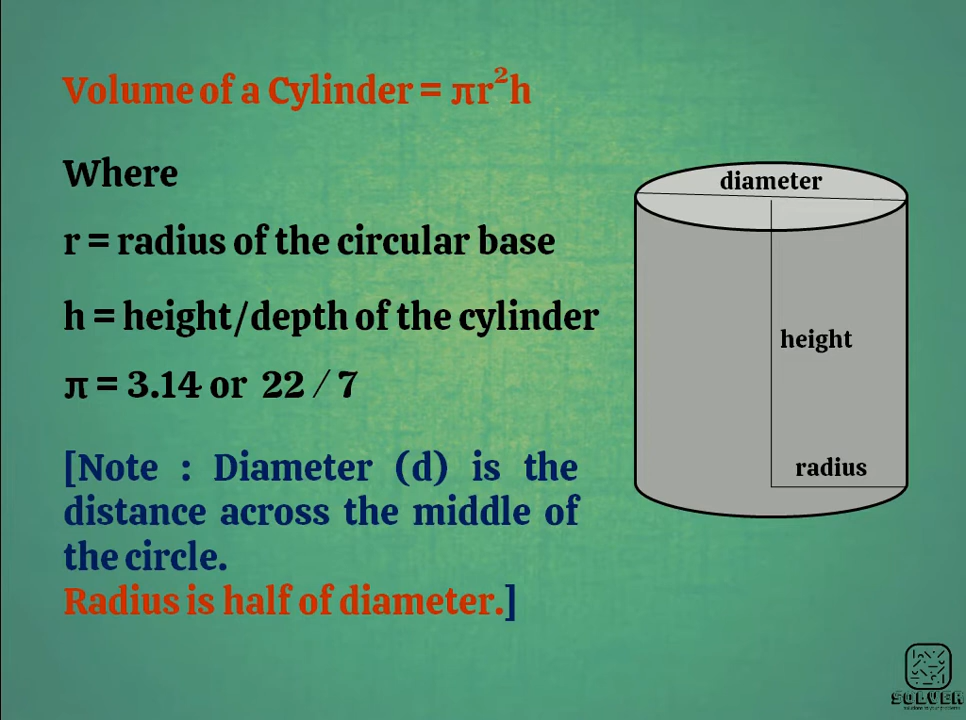 Volume of a Cylinder = πr²h
Where
r = radius of the circular base
h = height/depth of the cylinder
π = 3.14 or 22 / 7
[Note : Diameter (d) is the
distance across the middle of
the circle.
Radius is half of diameter.]
diameter
height
radius
SOLVER